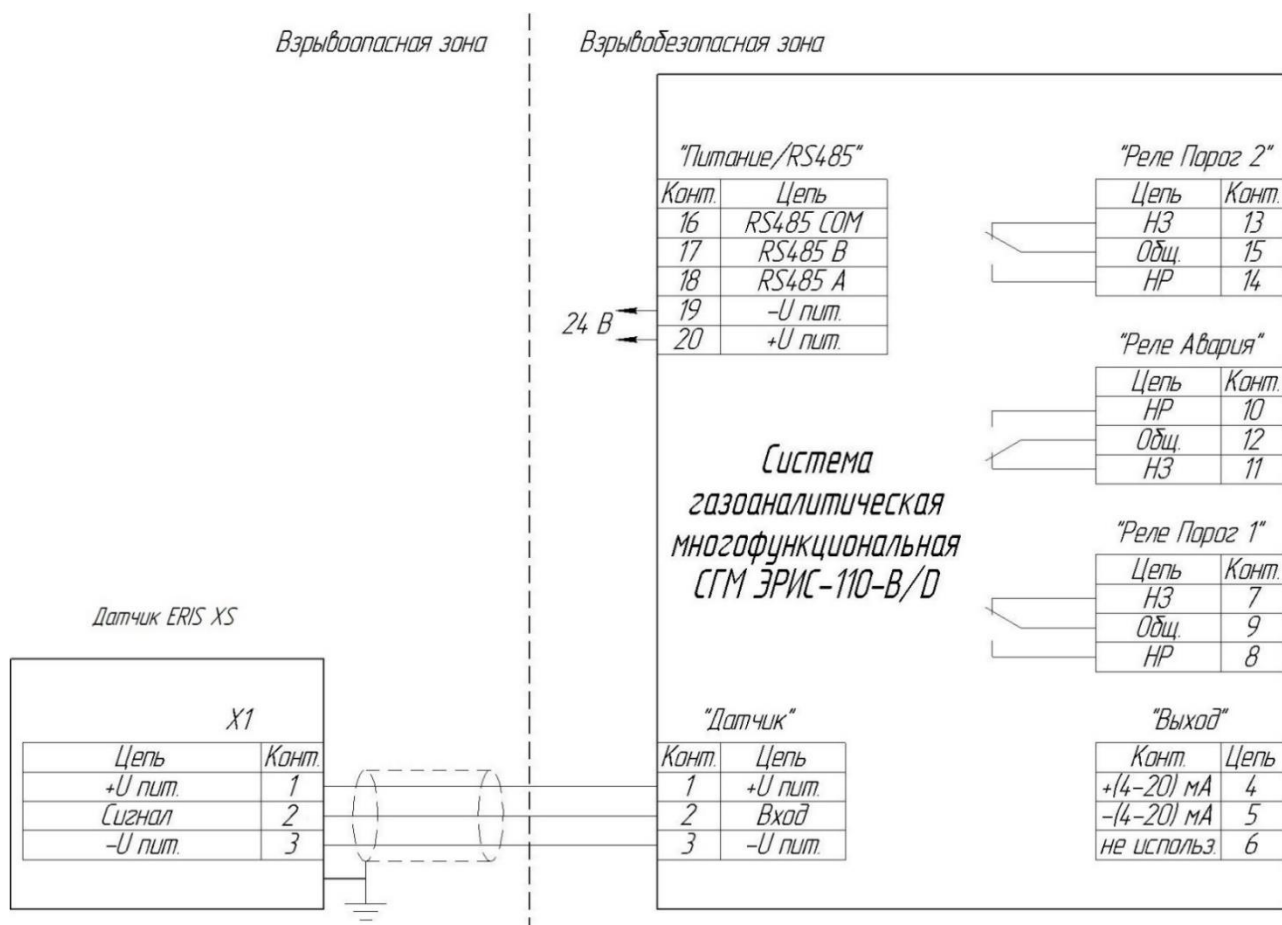 Взрывоопасная зона
Взрывобезопасная зона
"Питание/RS485"
Конт. Цепь
16 RS485 COM
17 RS485 B
18 RS485 A
19 -U пит.
20 +U пит.
24 В
"Реле Порог 2"
Цепь Конт.
НЗ 13
Общ. 15
НР 14
"Реле Авария"
Цепь Конт.
НР 10
Общ. 12
НЗ 11
Система
газоаналитическая
многофункциональная
СГМ ЭРИС-110-B/D
"Реле Порог 1"
Цепь Конт.
НЗ 7
Общ. 9
НР 8
Датчик ERIS XS
X1
Цепь Конт.
+U пит. 1
Сигнал 2
-U пит. 3
"Датчик"
Конт. Цепь
1 +U пит.
2 Вход
3 -U пит.
"Выход"
Конт. Цепь
+(4-20) мА 4
-(4-20) мА 5
не использ. 6